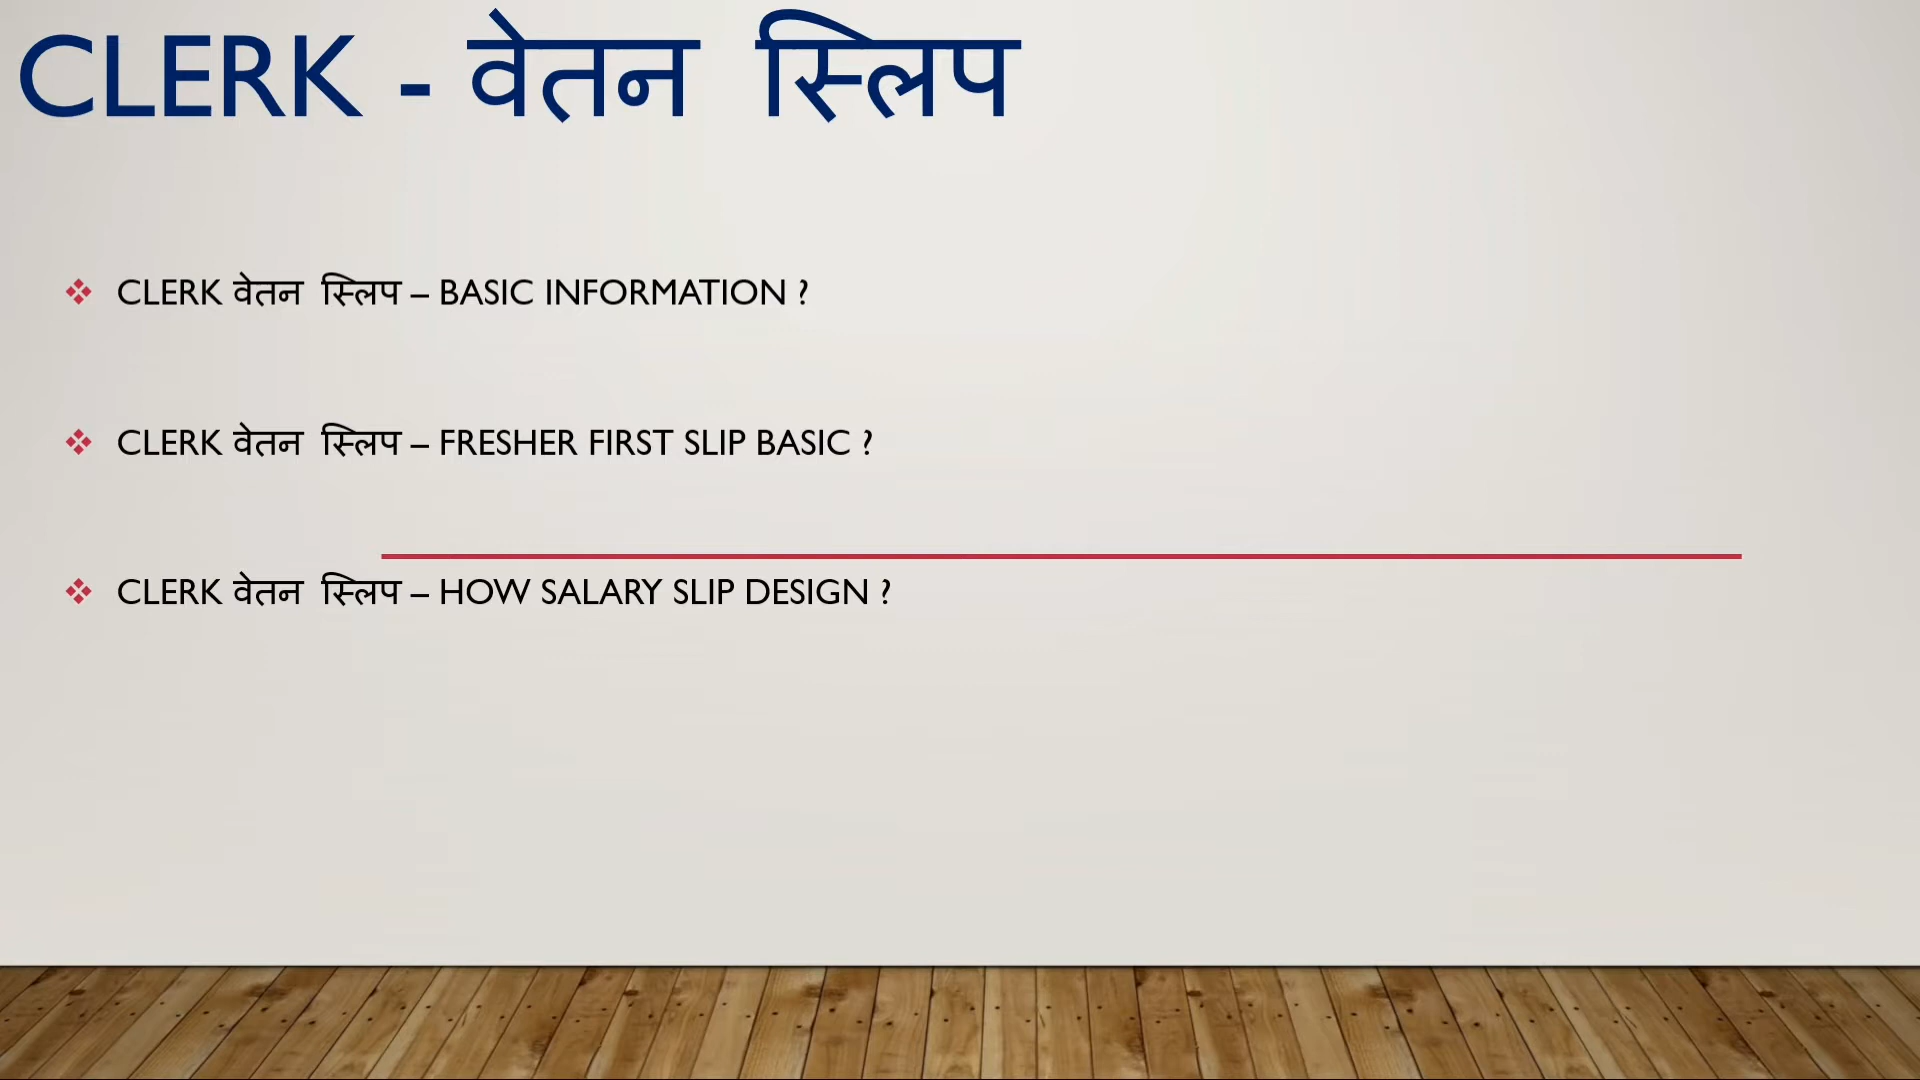 CLERK - वेतन स्लिप
❖ CLERK वेतन स्लिप – BASIC INFORMATION ?
❖ CLERK वेतन स्लिप – FRESHER FIRST SLIP BASIC ?
❖ CLERK वेतन स्लिप – HOW SALARY SLIP DESIGN ?